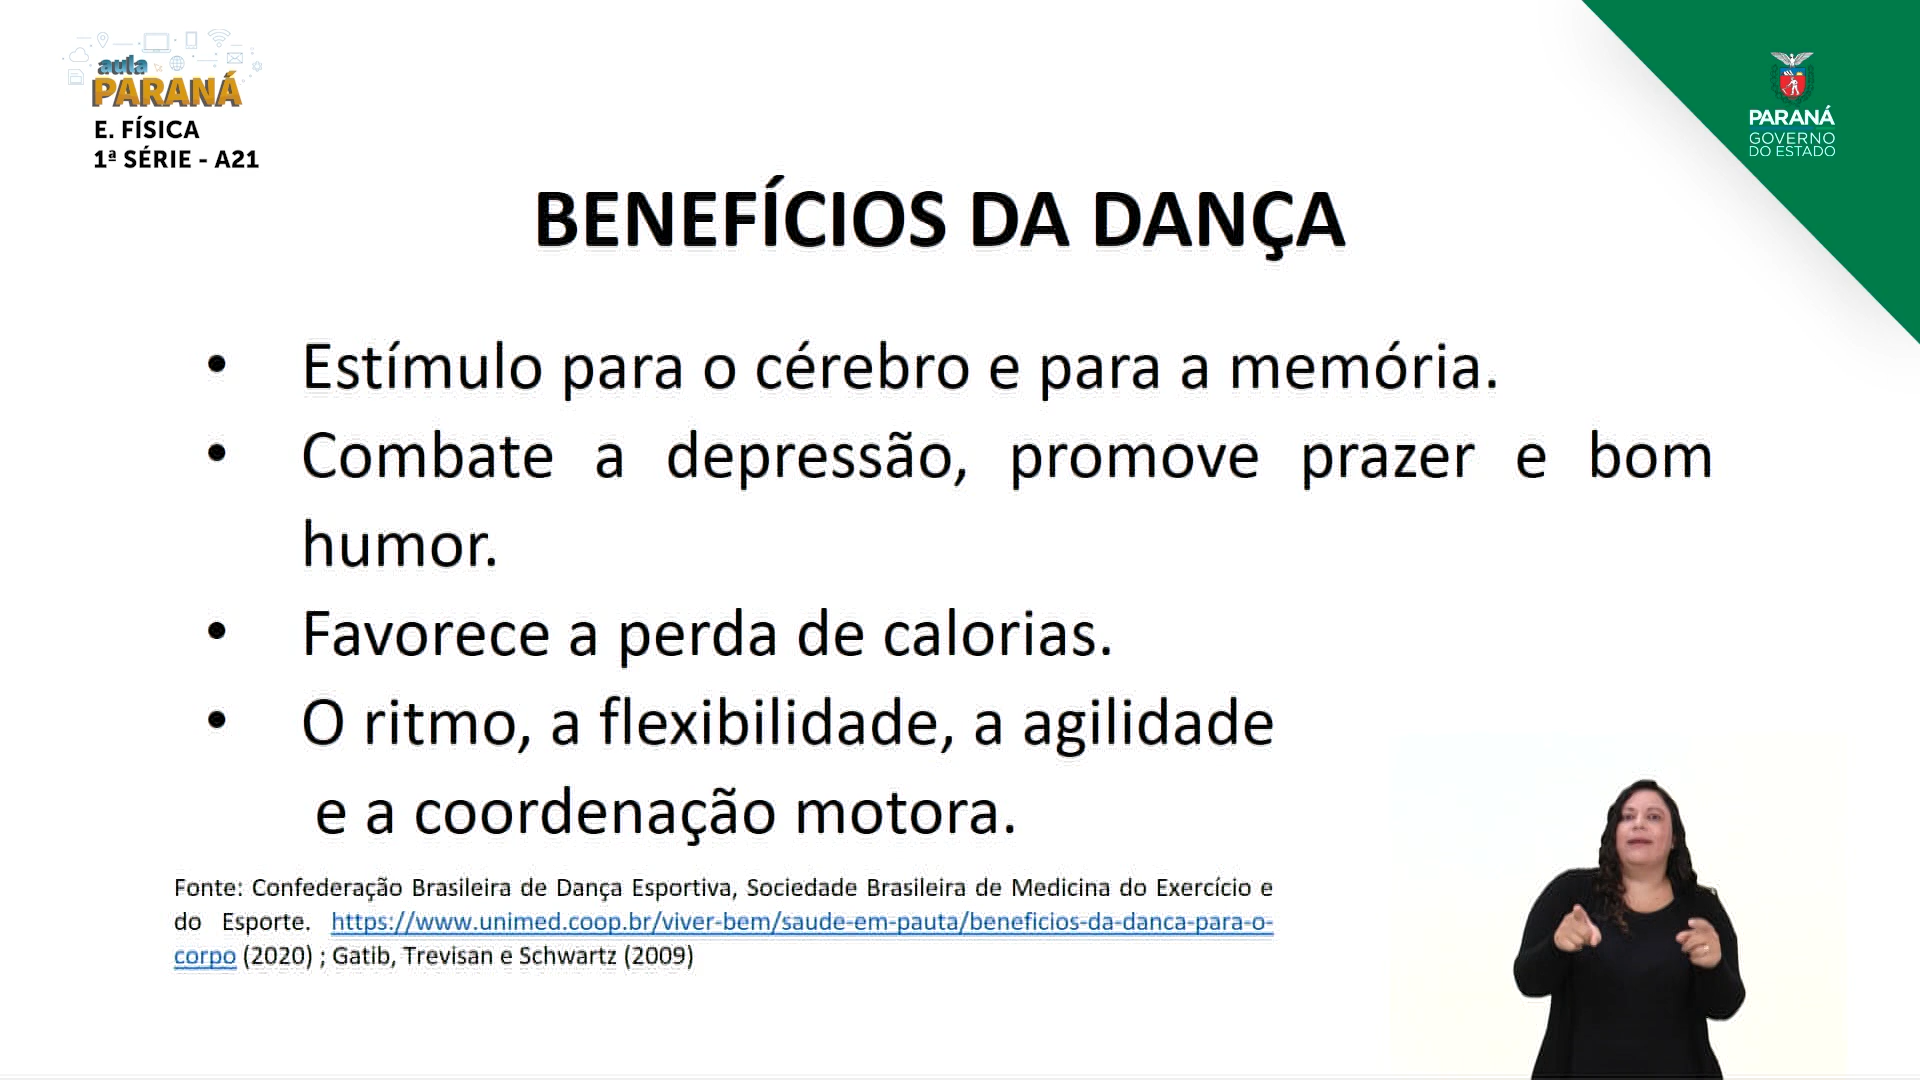 aula
PARANÁ
E. FÍSICA
1ª SÉRIE - A21
PARANÁ
GOVERNO
DO ESTADO
BENEFÍCIOS DA DANÇA
• Estímulo para o cérebro e para a memória.
• Combate a depressão, promove prazer e bom
humor.
• Favorece a perda de calorias.
• O ritmo, a flexibilidade, a agilidade
e a coordenação motora.
Fonte: Confederação Brasileira de Dança Esportiva, Sociedade Brasileira de Medicina do Exercício e
do Esporte. https://www.unimed.coop.br/viver-bem/saude-em-pauta/beneficios-da-danca-para-o-
corpo (2020) ; Gatib, Trevisan e Schwartz (2009)